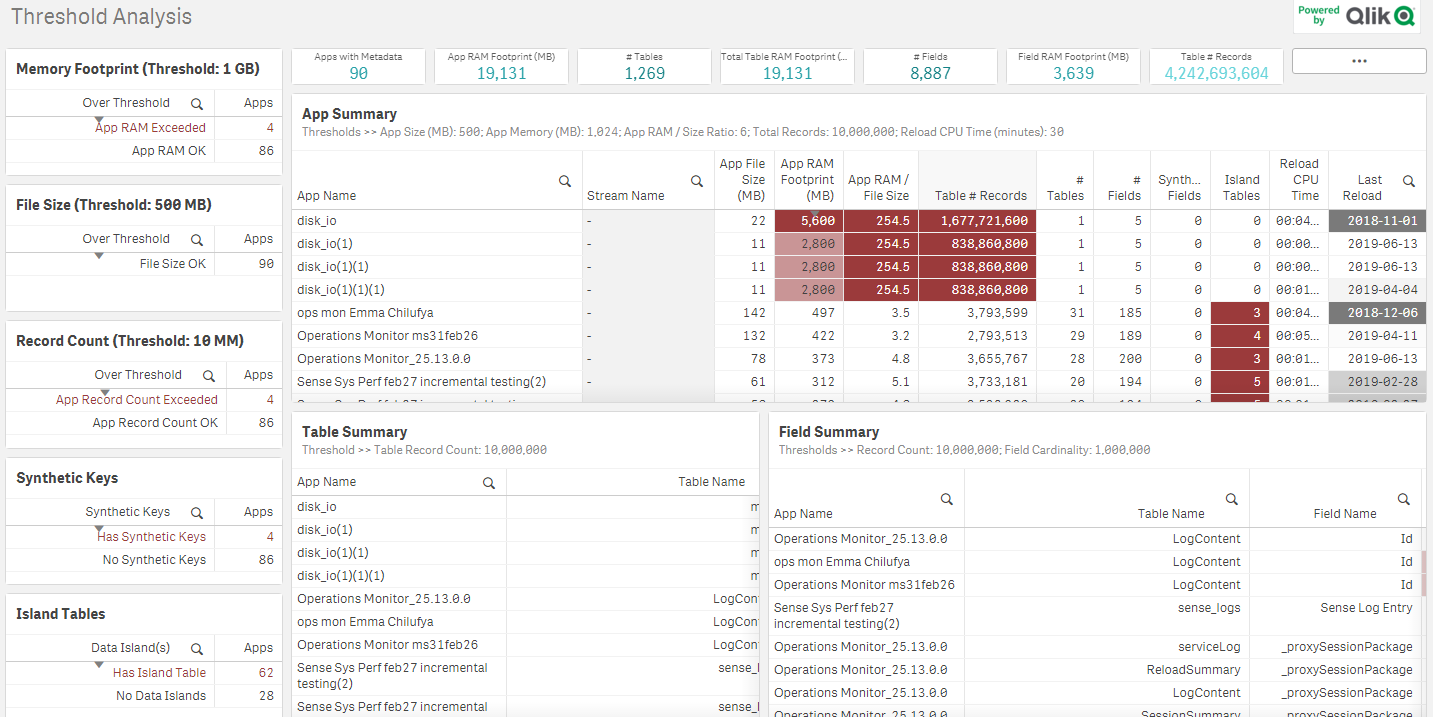 Threshold Analysis
Powered by Qlik
Memory Footprint (Threshold: 1 GB)
Over Threshold Apps
App RAM Exceeded 4
App RAM OK 86
File Size (Threshold: 500 MB)
Over Threshold Apps
File Size OK 90
Record Count (Threshold: 10 MM)
Over Threshold Apps
App Record Count Exceeded 4
App Record Count OK 86
Synthetic Keys
Synthetic Keys Apps
Has Synthetic Keys 4
No Synthetic Keys 86
Island Tables
Data Island(s) Apps
Has Island Table 62
No Data Islands 28
Apps with Metadata
90
App RAM Footprint (MB)
19,131
# Tables
1,269
Total Table RAM Footprint (...
19,131
# Fields
8,887
Field RAM Footprint (MB)
3,639
Table # Records
4,242,693,604
...
App Summary
Thresholds >> App Size (MB): 500; App Memory (MB): 1,024; App RAM / Size Ratio: 6; Total Records: 10,000,000; Reload CPU Time (minutes): 30
App Name Stream Name App File Size (MB) App RAM Footprint (MB) App RAM / File Size Table # Records # Tables # Fields Synth... Fields Island Tables Reload CPU Time Last Reload
disk_io - 22 5,600 254.5 1,677,721,600 1 5 0 0 00:04... 2018-11-01
disk_io(1) - 11 2,800 254.5 838,860,800 1 5 0 0 00:00... 2019-06-13
disk_io(1)(1) - 11 2,800 254.5 838,860,800 1 5 0 0 00:00... 2019-06-13
disk_io(1)(1)(1) - 11 2,800 254.5 838,860,800 1 5 0 0 00:01... 2019-04-04
ops mon Emma Chilufya - 142 497 3.5 3,793,599 31 185 0 3 00:04... 2018-12-06
Operations Monitor ms31feb26 - 132 422 3.2 2,793,513 29 189 0 4 00:05... 2019-04-11
Operations Monitor_25.13.0.0 - 78 373 4.8 3,655,767 28 200 0 3 00:01... 2019-06-13
Sense Sys Perf feb27 incremental testing(2) - 61 312 5.1 3,733,181 20 194 0 5 00:01... 2019-02-28
Table Summary
Threshold >> Table Record Count: 10,000,000
App Name Table Name
disk_io m
disk_io(1) m
disk_io(1)(1) m
disk_io(1)(1)(1) m
Operations Monitor_25.13.0.0 LogCon
ops mon Emma Chilufya LogCon
Operations Monitor ms31feb26 LogCon
Sense Sys Perf feb27 incremental sense_l
testing(2)
Sense Sys Perf feb27 incremental sense_l
Field Summary
Thresholds >> Record Count: 10,000,000; Field Cardinality: 1,000,000
App Name Table Name Field Name
Operations Monitor_25.13.0.0 LogContent Id
ops mon Emma Chilufya LogContent Id
Operations Monitor ms31feb26 LogContent Id
Sense Sys Perf feb27 sense_logs Sense Log Entry
incremental testing(2)
Operations Monitor_25.13.0.0 serviceLog _proxySessionPackage
Operations Monitor_25.13.0.0 ReloadSummary _proxySessionPackage
Operations Monitor_25.13.0.0 LogContent _proxySessionPackage
Operations Monitor_25.13.0.0 SessionSummary _proxySessionPackage